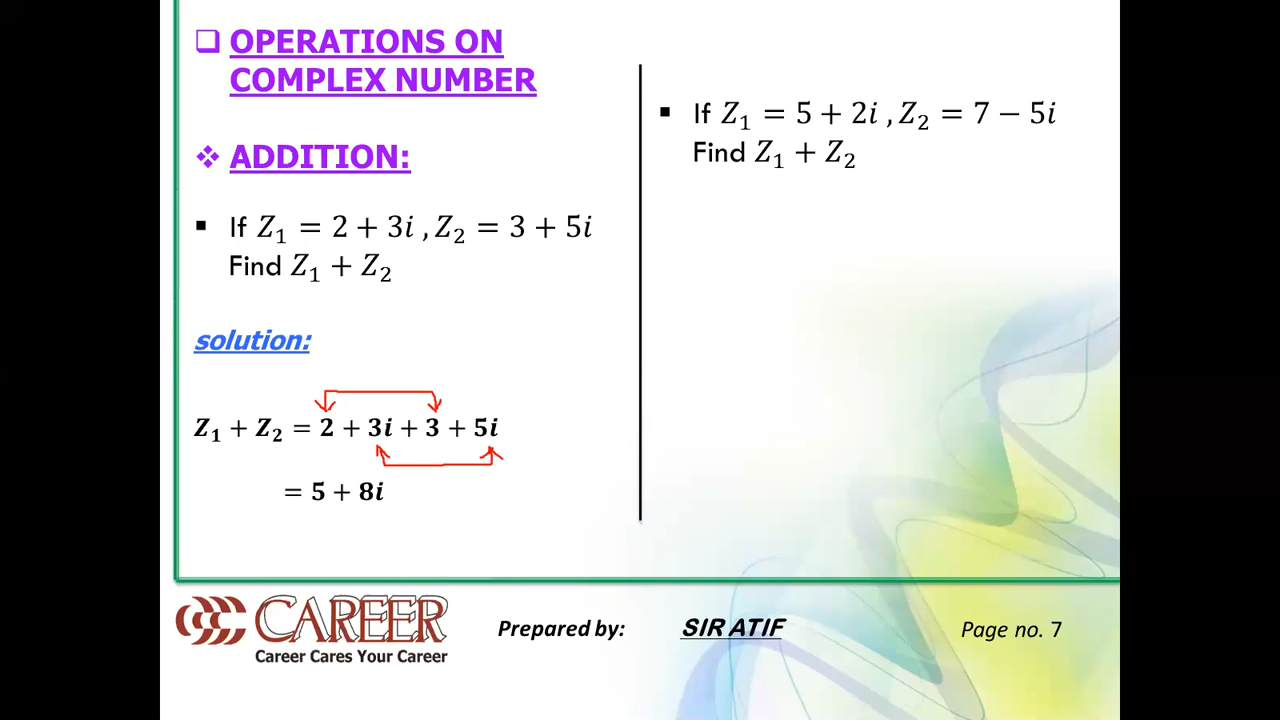 ❑ OPERATIONS ON
COMPLEX NUMBER
❖ ADDITION:
▪ If Z₁ = 2 + 3i , Z₂ = 3 + 5i
Find Z₁ + Z₂
solution:
Z₁ + Z₂ = 2 + 3i + 3 + 5i
= 5 + 8i
▪ If Z₁ = 5 + 2i , Z₂ = 7 − 5i
Find Z₁ + Z₂
CAREER
Career Cares Your Career
Prepared by: SIR ATIF
Page no. 7